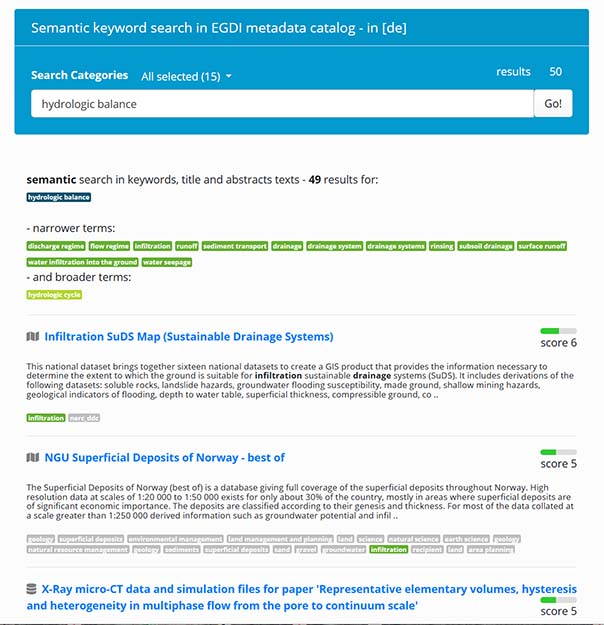 Semantic keyword search in EGDI metadata catalog - in [de]
Search Categories All selected (15) results 50
hydrologic balance Go!
semantic search in keywords, title and abstracts texts - 49 results for:
hydrologic balance
- narrower terms:
discharge regime flow regime infiltration runoff sediment transport drainage drainage system drainage systems rinsing subsoil drainage surface runoff
water infiltration into the ground water seepage
- and broader terms:
hydrologic cycle
Infiltration SuDS Map (Sustainable Drainage Systems)
score 6
This national dataset brings together sixteen national datasets to create a GIS product that provides the information necessary to
determine the extent to which the ground is suitable for infiltration sustainable drainage systems (SuDS). It includes derivations of the
following datasets: soluble rocks, landslide hazards, groundwater flooding susceptibility, made ground, shallow mining hazards,
geological indicators of flooding, depth to water table, superficial thickness, compressible ground, co ..
infiltration nerc_ddc
NGU Superficial Deposits of Norway - best of
score 5
The Superficial Deposits of Norway (best of) is a database giving full coverage of the superficial deposits throughout Norway. High
resolution data at scales of 1:20 000 to 1:50 000 exists for only about 30% of the country, mostly in areas where superficial deposits are
of significant economic importance. The deposits are classified according to their genesis and thickness. For most of the data collated at
a scale greater than 1:250 000 derived information such as groundwater potential and infil ..
geology superficial deposits environmental management land management and planning land science natural science earth science geology
natural resource management geology sediments superficial deposits sand gravel groundwater infiltration recipient land area planning
X-Ray micro-CT data and simulation files for paper 'Representative elementary volumes, hysteresis
and heterogeneity in multiphase flow from the pore to continuum scale'
score 5